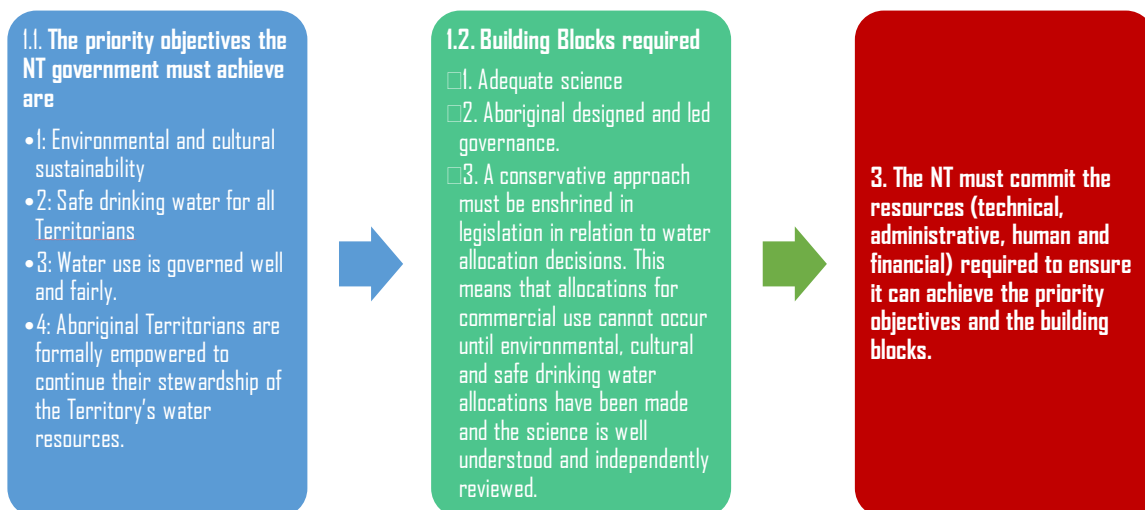 1.1. The priority objectives the
NT government must achieve
are
•1: Environmental and cultural
sustainability
•2: Safe drinking water for all
Territorians
•3: Water use is governed well
and fairly.
•4: Aboriginal Territorians are
formally empowered to
continue their stewardship of
the Territory's water
resources.
1.2. Building Blocks required
□1. Adequate science
□2. Aboriginal designed and led
governance.
□3. A conservative approach
must be enshrined in
legislation in relation to water
allocation decisions. This
means that allocations for
commercial use cannot occur
until environmental, cultural
and safe drinking water
allocations have been made
and the science is well
understood and independently
reviewed.
3. The NT must commit the
resources (technical,
administrative, human and
financial) required to ensure
it can achieve the priority
objectives and the building
blocks.